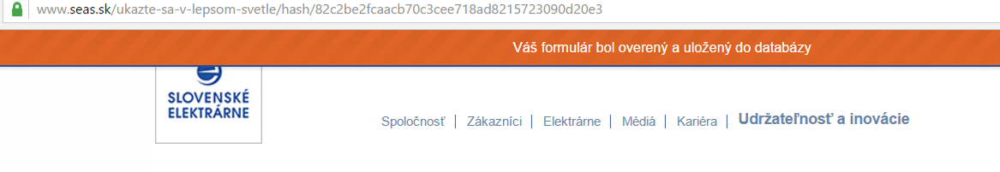 www.seas.sk/ukazte-sa-v-lepsom-svetle/hash/82c2be2fcaacb70c3cee718ad8215723090d20e3
Váš formulár bol overený a uložený do databázy
SLOVENSKÉ
ELEKTRÁRNE
Spoločnosť | Zákazníci | Elektrárne | Médiá | Kariéra | Udržateľnosť a inovácie